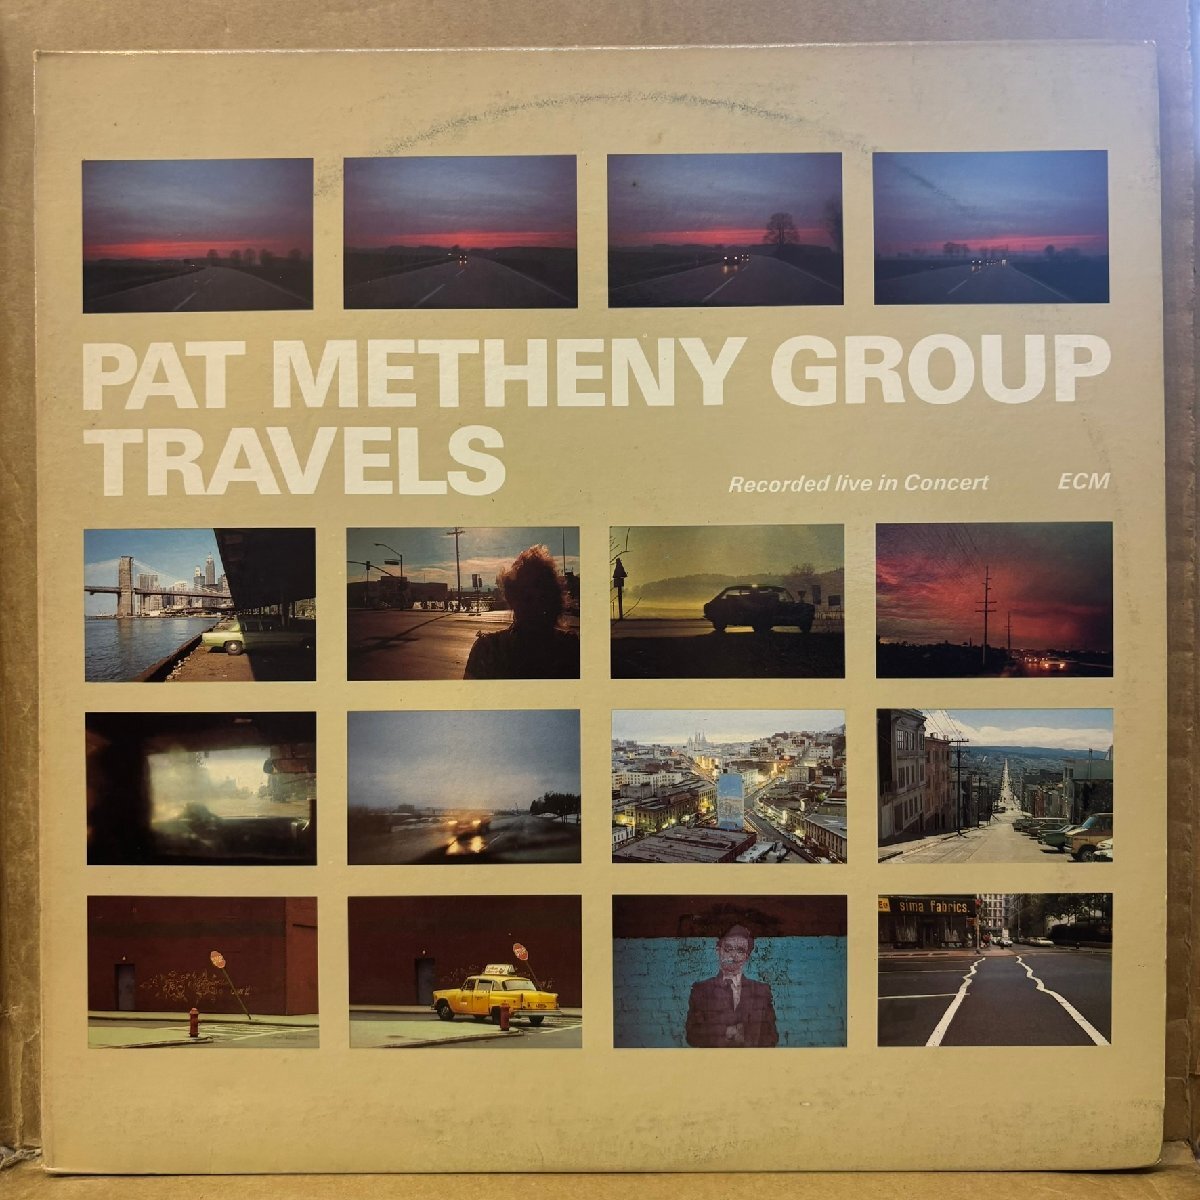 PAT METHENY GROUP
TRAVELS
Recorded live in Concert ECM
sima fabrics.